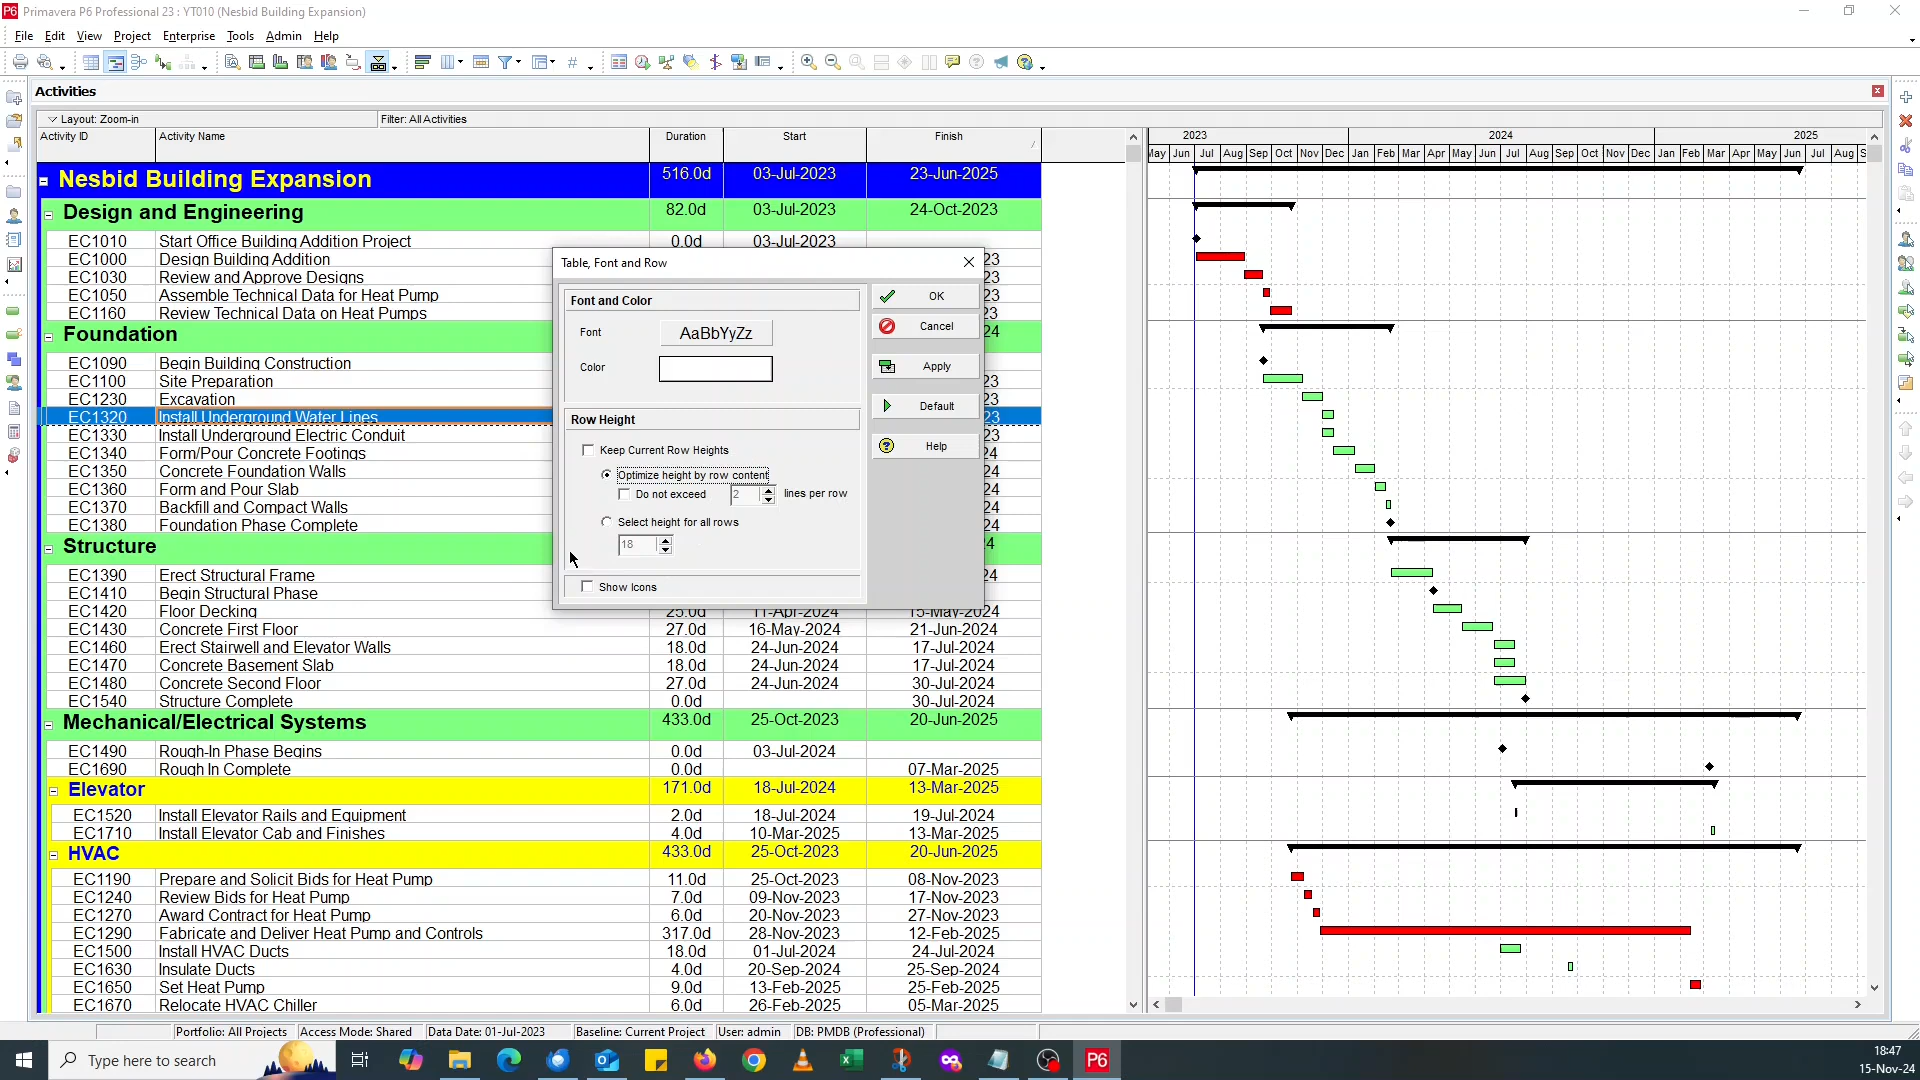 P6 Primavera P6 Professional 23 : YT010 (Nesbid Building Expansion)
File Edit View Project Enterprise Tools Admin Help
Activities
Layout: Zoom-in Filter: All Activities
Activity ID Activity Name Duration Start Finish
2023 2024 2025
May Jun Jul Aug Sep Oct Nov Dec Jan Feb Mar Apr May Jun Jul Aug Sep Oct Nov Dec Jan Feb Mar Apr May Jun Jul Aug S
Nesbid Building Expansion 516.0d 03-Jul-2023 23-Jun-2025
Design and Engineering 82.0d 03-Jul-2023 24-Oct-2023
EC1010 Start Office Building Addition Project 0.0d 03-Jul-2023
EC1000 Design Building Addition 23
EC1030 Review and Approve Designs 23
EC1050 Assemble Technical Data for Heat Pump 23
EC1160 Review Technical Data on Heat Pumps 23
Foundation 24
EC1090 Begin Building Construction
EC1100 Site Preparation 23
EC1230 Excavation 23
EC1320 Install Underground Water Lines 23
EC1330 Install Underground Electric Conduit 23
EC1340 Form/Pour Concrete Footings 24
EC1350 Concrete Foundation Walls 24
EC1360 Form and Pour Slab 24
EC1370 Backfill and Compact Walls 24
EC1380 Foundation Phase Complete 24
Structure 4
EC1390 Erect Structural Frame 24
EC1410 Begin Structural Phase
EC1420 Floor Decking 25.0d 11-Apr-2024 15-May-2024
EC1430 Concrete First Floor 27.0d 16-May-2024 21-Jun-2024
EC1460 Erect Stairwell and Elevator Walls 18.0d 24-Jun-2024 17-Jul-2024
EC1470 Concrete Basement Slab 18.0d 24-Jun-2024 17-Jul-2024
EC1480 Concrete Second Floor 27.0d 24-Jun-2024 30-Jul-2024
EC1540 Structure Complete 0.0d 30-Jul-2024
Mechanical/Electrical Systems 433.0d 25-Oct-2023 20-Jun-2025
EC1490 Rough-In Phase Begins 0.0d 03-Jul-2024
EC1690 Rough In Complete 0.0d 07-Mar-2025
Elevator 171.0d 18-Jul-2024 13-Mar-2025
EC1520 Install Elevator Rails and Equipment 2.0d 18-Jul-2024 19-Jul-2024
EC1710 Install Elevator Cab and Finishes 4.0d 10-Mar-2025 13-Mar-2025
HVAC 433.0d 25-Oct-2023 20-Jun-2025
EC1190 Prepare and Solicit Bids for Heat Pump 11.0d 25-Oct-2023 08-Nov-2023
EC1240 Review Bids for Heat Pump 7.0d 09-Nov-2023 17-Nov-2023
EC1270 Award Contract for Heat Pump 6.0d 20-Nov-2023 27-Nov-2023
EC1290 Fabricate and Deliver Heat Pump and Controls 317.0d 28-Nov-2023 12-Feb-2025
EC1500 Install HVAC Ducts 18.0d 01-Jul-2024 24-Jul-2024
EC1630 Insulate Ducts 4.0d 20-Sep-2024 25-Sep-2024
EC1650 Set Heat Pump 9.0d 13-Feb-2025 25-Feb-2025
EC1670 Relocate HVAC Chiller 6.0d 26-Feb-2025 05-Mar-2025
Table, Font and Row
Font and Color OK
Font AaBbYyZz Cancel
Color Apply
Default
Row Height
Keep Current Row Heights Help
Optimize height by row content
Do not exceed 2 lines per row
Select height for all rows
18
Show Icons
Portfolio: All Projects Access Mode: Shared Data Date: 01-Jul-2023 Baseline: Current Project User: admin DB: PMDB (Professional)
Type here to search P6 18:47
15-Nov-24